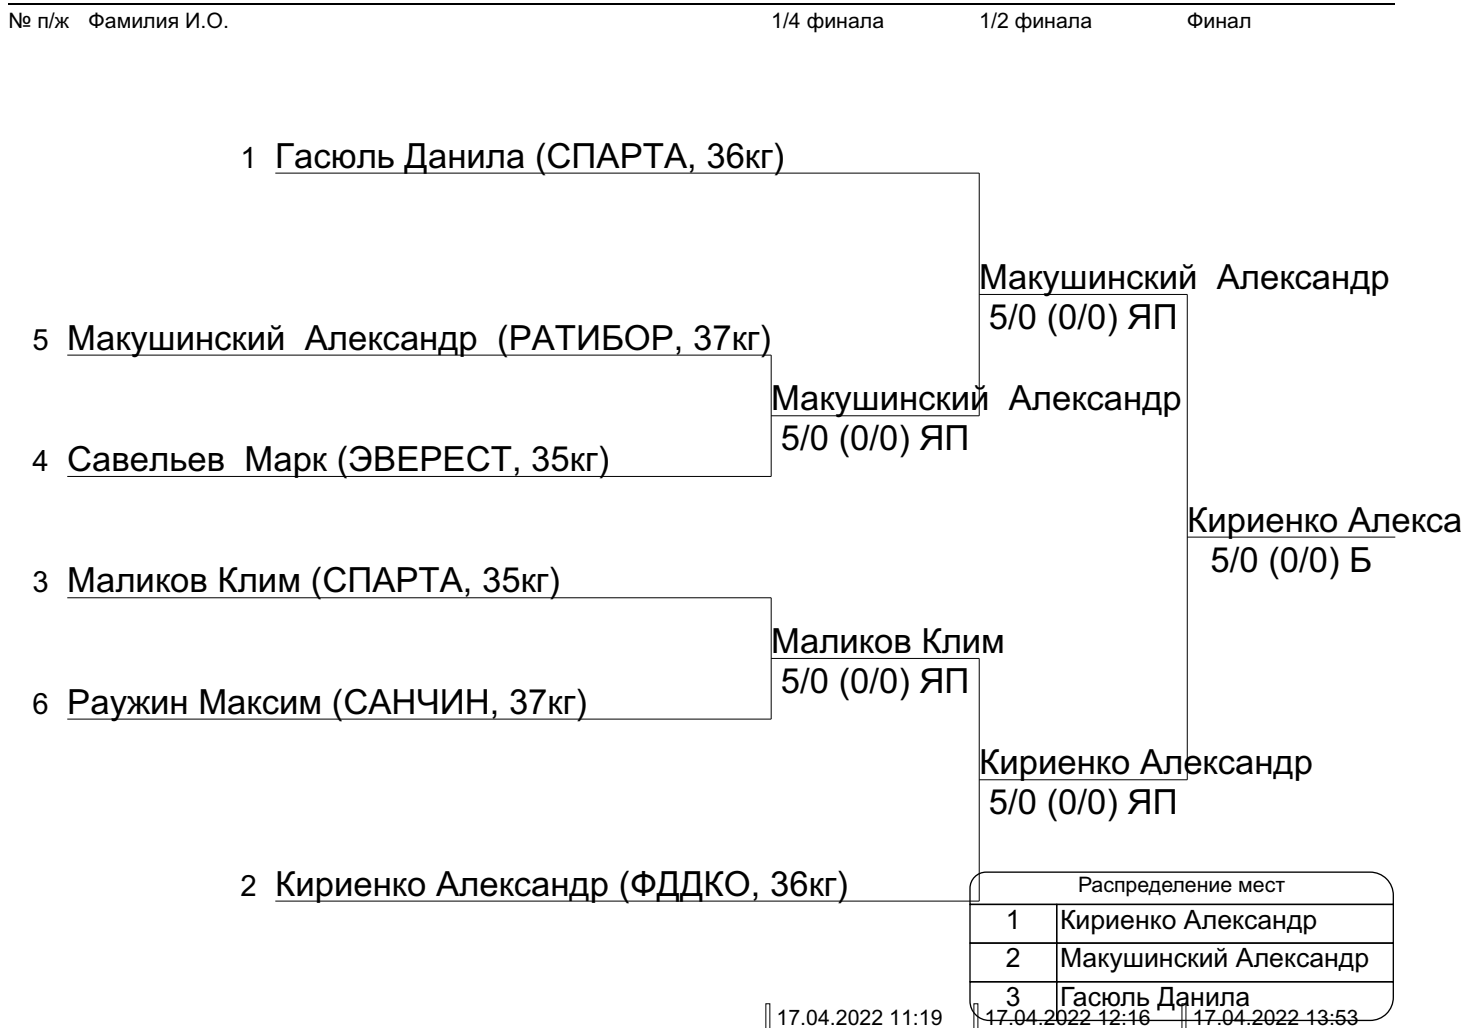 № п/ж Фамилия И.О. 1/4 финала 1/2 финала Финал
1 Гасюль Данила (СПАРТА, 36кг)
Макушинский Александр
5/0 (0/0) ЯП
5 Макушинский Александр (РАТИБОР, 37кг)
Макушинский Александр
5/0 (0/0) ЯП
4 Савельев Марк (ЭВЕРЕСТ, 35кг)
Кириенко Алекса
5/0 (0/0) Б
3 Маликов Клим (СПАРТА, 35кг)
Маликов Клим
5/0 (0/0) ЯП
6 Раужин Максим (САНЧИН, 37кг)
Кириенко Александр
5/0 (0/0) ЯП
2 Кириенко Александр (ФДДКО, 36кг)
Распределение мест
1 Кириенко Александр
2 Макушинский Александр
3 Гасюль Данила
17.04.2022 11:19 17.04.2022 12:16 17.04.2022 13:53